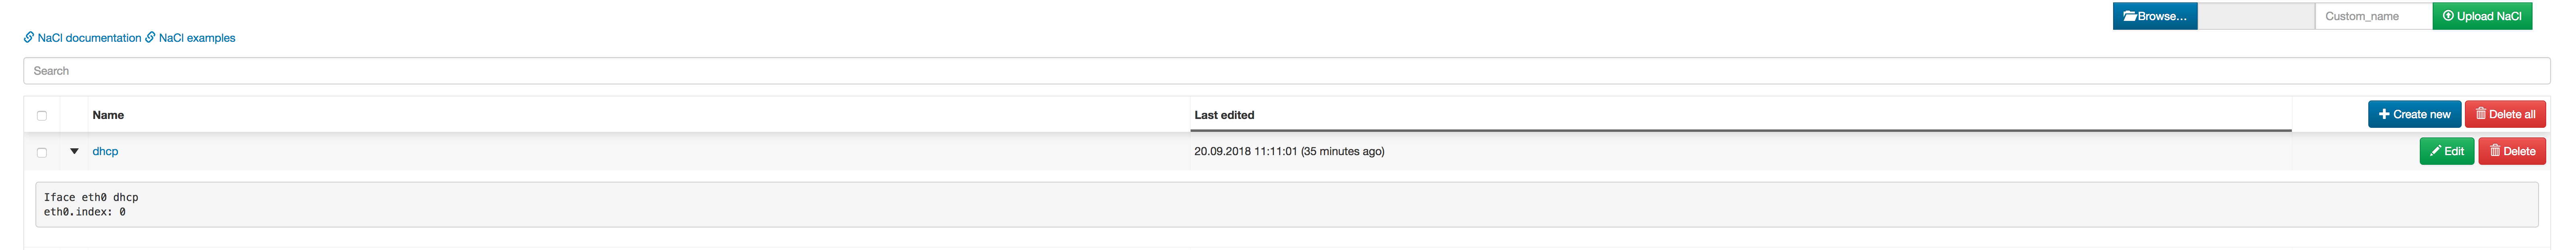 Browse... Custom_name Upload NaCl
NaCl documentation NaCl examples
Search
Name Last edited Create new Delete all
dhcp 20.09.2018 11:11:01 (35 minutes ago) Edit Delete
Iface eth0 dhcp
eth0.index: 0